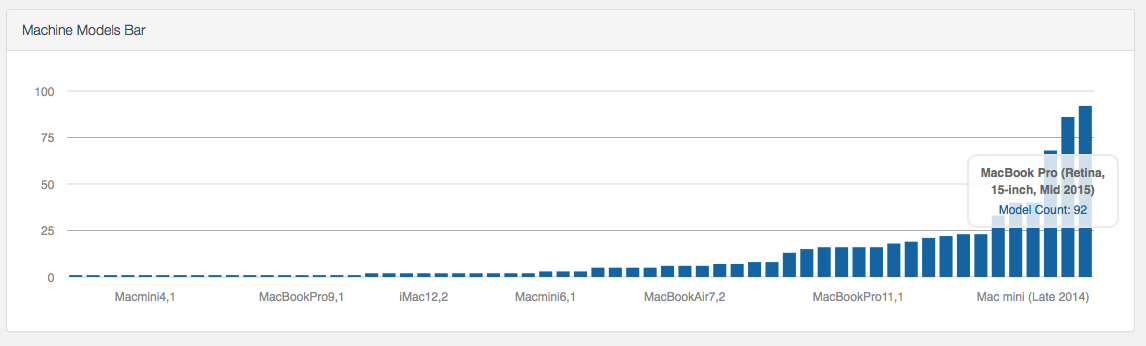 Machine Models Bar
100
75
50
25
0
MacBook Pro (Retina,
15-inch, Mid 2015)
Model Count: 92
Macmini4,1 MacBookPro9,1 iMac12,2 Macmini6,1 MacBookAir7,2 MacBookPro11,1 Mac mini (Late 2014)